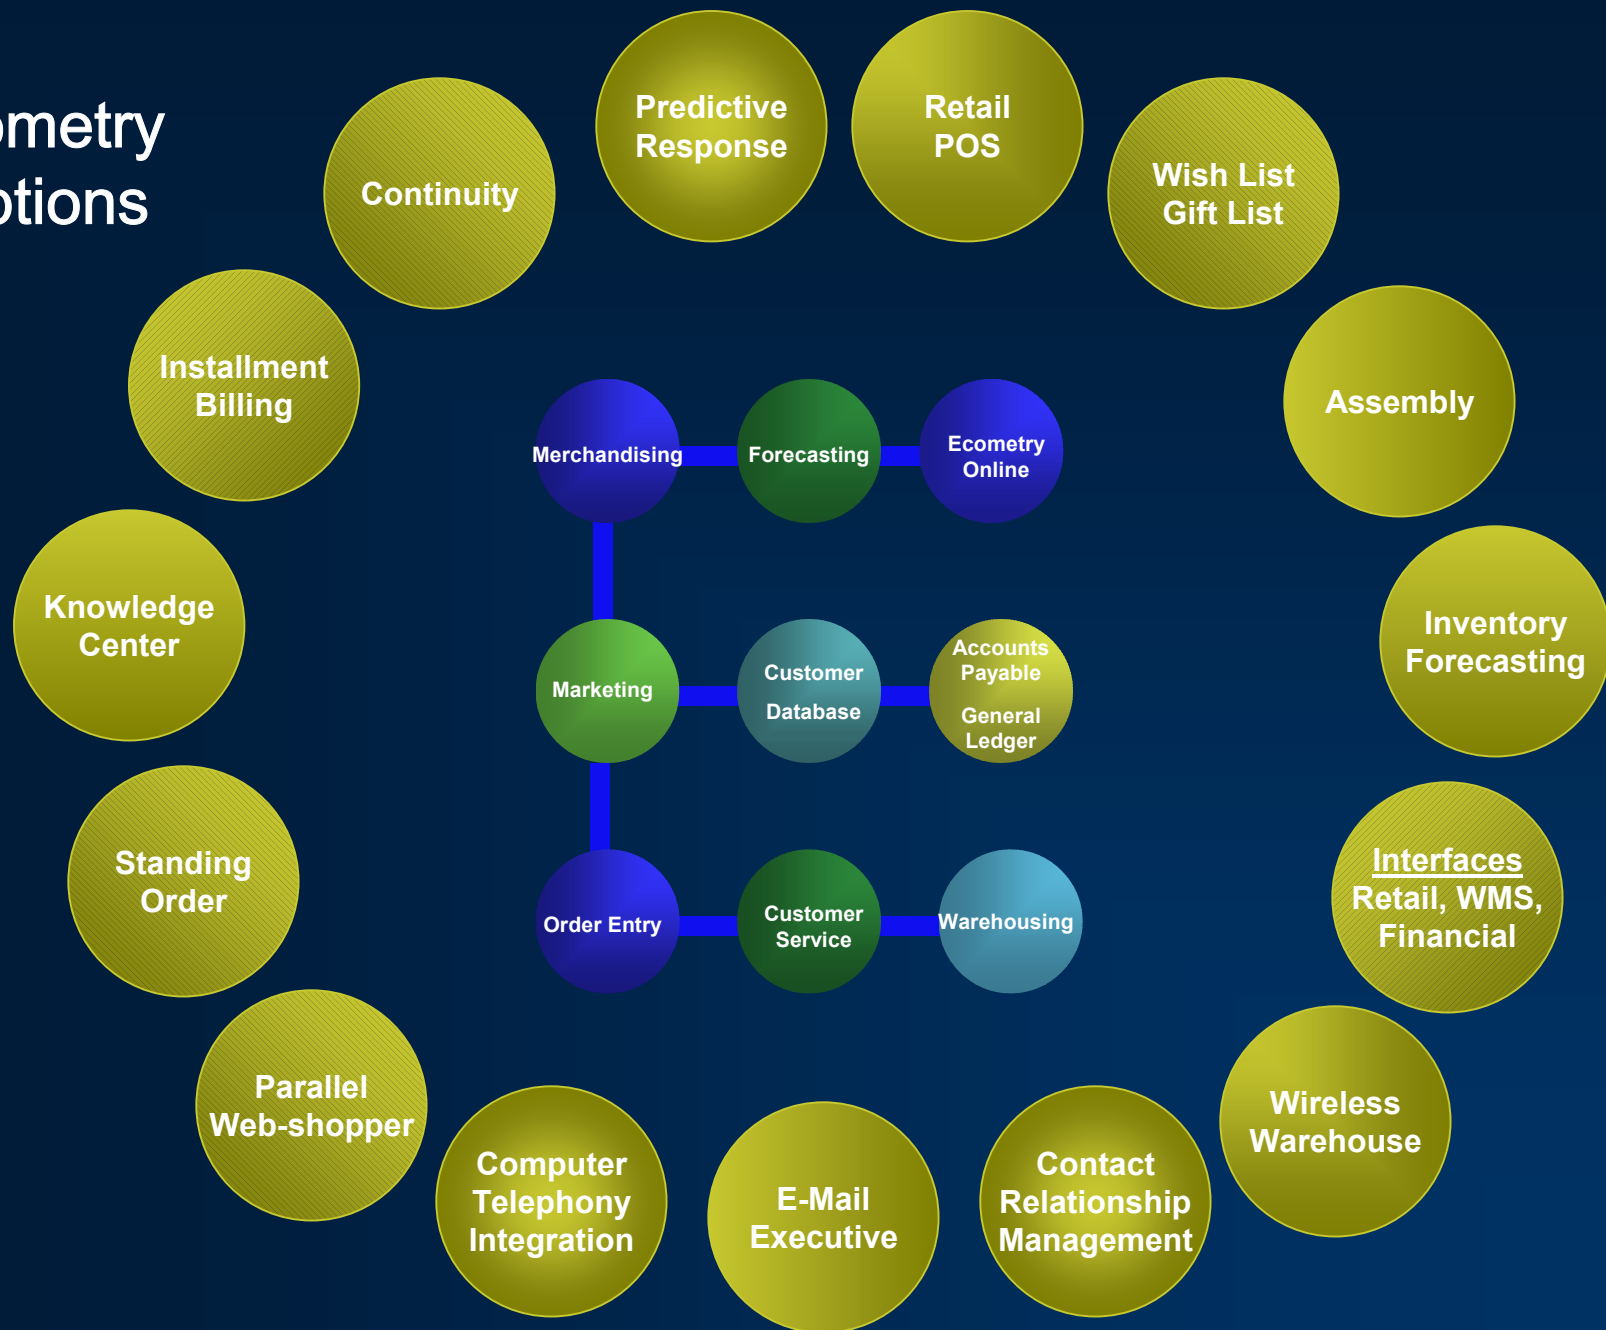 ometry
otions
Predictive
Response
Retail
POS
Continuity
Wish List
Gift List
Installment
Billing
Assembly
Merchandising
Forecasting
Ecometry
Online
Knowledge
Center
Inventory
Forecasting
Marketing
Customer
Database
Accounts
Payable
General
Ledger
Standing
Order
Interfaces
Retail, WMS,
Financial
Order Entry
Customer
Service
Warehousing
Parallel
Web-shopper
Wireless
Warehouse
Computer
Telephony
Integration
E-Mail
Executive
Contact
Relationship
Management